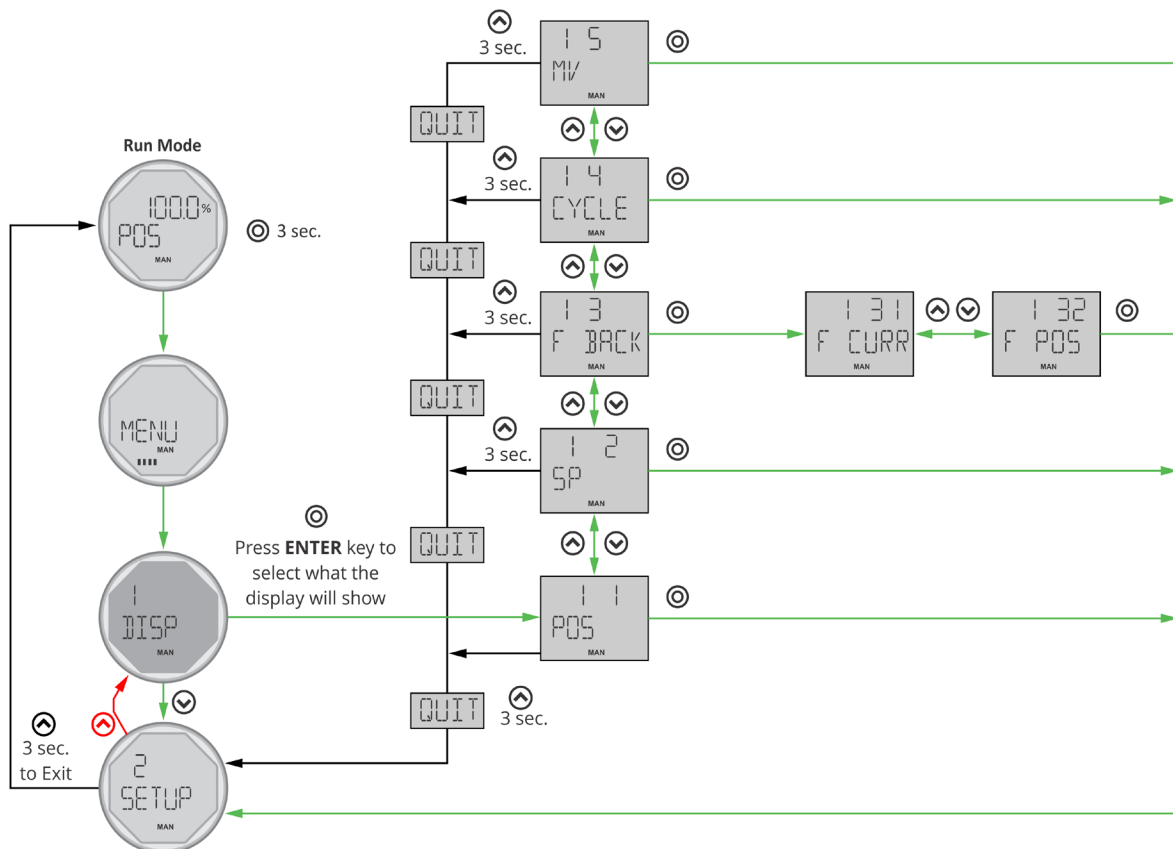 3 sec.
1 5
MV
MAN
QUIT
Run Mode
100.0%
POS
MAN
3 sec.
3 sec.
1 4
CYCLE
MAN
QUIT
3 sec.
1 3
F BACK
MAN
1 31
F CURR
MAN
1 32
F POS
MAN
QUIT
MENU
MAN
3 sec.
1 2
SP
MAN
QUIT
Press ENTER key to
select what the
display will show
1
DISP
MAN
1 1
POS
MAN
QUIT
3 sec.
3 sec.
to Exit
2
SETUP
MAN